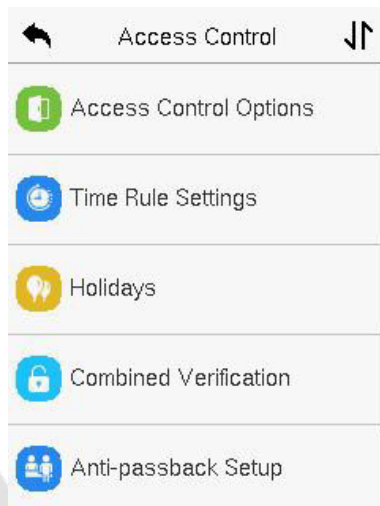 Access Control
Access Control Options
Time Rule Settings
Holidays
Combined Verification
Anti-passback Setup